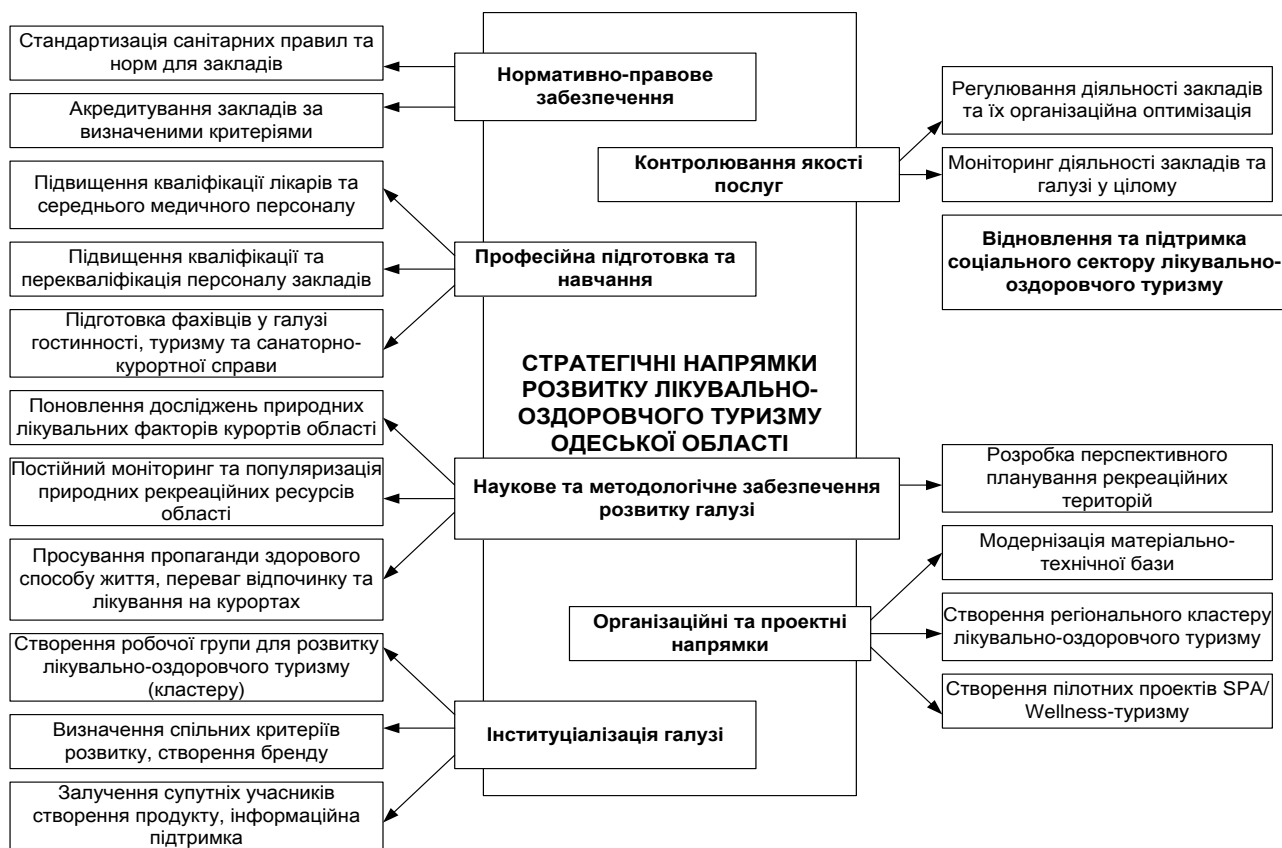 Стандартизація санітарних правил та
норм для закладів
Акредитування закладів за
визначеними критеріями
Підвищення кваліфікації лікарів та
середнього медичного персоналу
Підвищення кваліфікації та
перекваліфікація персоналу закладів
Підготовка фахівців у галузі
гостинності, туризму та санаторно-
курортної справи
Поновлення досліджень природних
лікувальних факторів курортів області
Постійний моніторинг та популяризація
природних рекреаційних ресурсів
області
Просування пропаганди здорового
способу життя, переваг відпочинку та
лікування на курортах
Створення робочої групи для розвитку
лікувально-оздоровчого туризму
(кластеру)
Визначення спільних критеріїв
розвитку, створення бренду
Залучення супутніх учасників
створення продукту, інформаційна
підтримка
Нормативно-правове
забезпечення
Контролювання якості
послуг
Професійна підготовка та
навчання
СТРАТЕГІЧНІ НАПРЯМКИ
РОЗВИТКУ ЛІКУВАЛЬНО-
ОЗДОРОВЧОГО ТУРИЗМУ
ОДЕСЬКОЇ ОБЛАСТІ
Наукове та методологічне забезпечення
розвитку галузі
Організаційні та проектні
напрямки
Інституціалізація галузі
Регулювання діяльності закладів
та їх організаційна оптимізація
Моніторинг діяльності закладів та
галузі у цілому
Відновлення та підтримка
соціального сектору лікувально-
оздоровчого туризму
Розробка перспективного
планування рекреаційних
територій
Модернізація матеріально-
технічної бази
Створення регіонального кластеру
лікувально-оздоровчого туризму
Створення пілотних проектів SPA/
Wellness-туризму